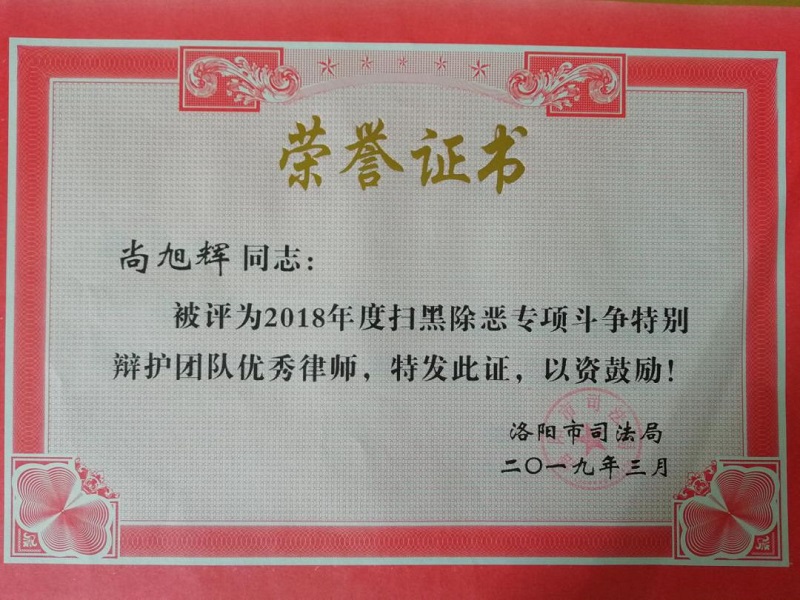 荣誉证书
尚旭辉 同志：
被评为2018年度扫黑除恶专项斗争特别
辩护团队优秀律师，特发此证，以资鼓励！
洛阳市司法局
二〇一九年三月